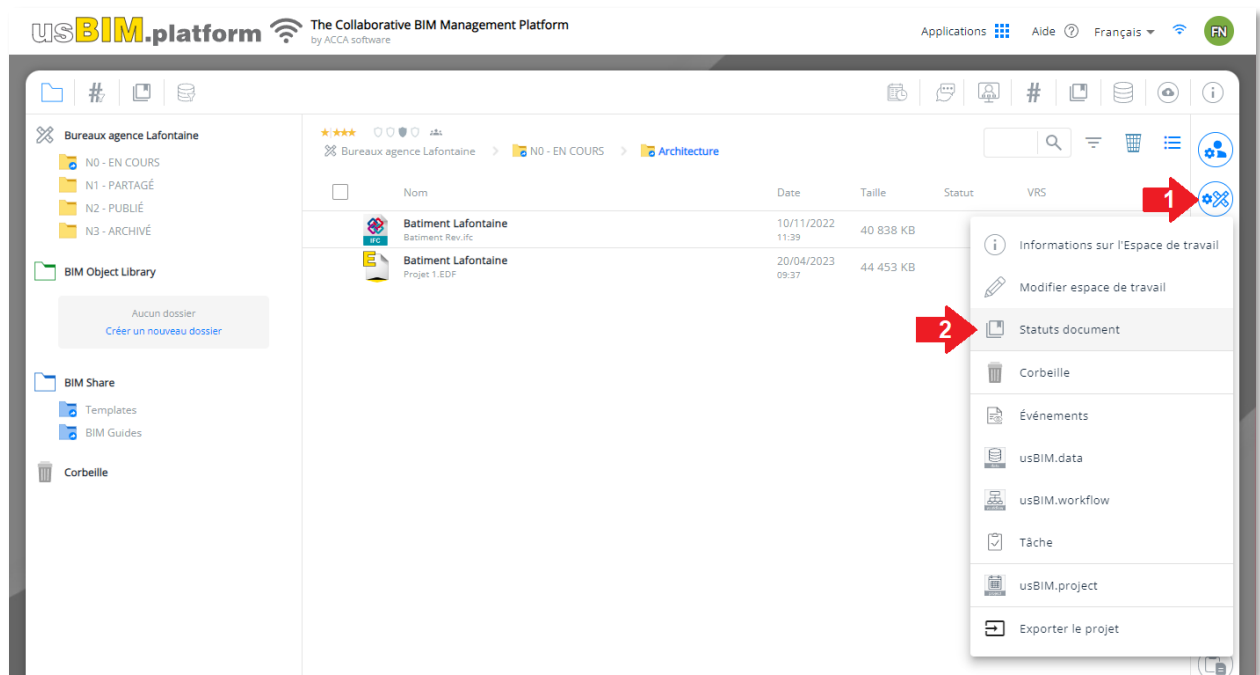 usBIM.platform
The Collaborative BIM Management Platform
by ACCA software
Applications
Aide
Français
FN
Bureaux agence Lafontaine
N0 - EN COURS
N1 - PARTAGÉ
N2 - PUBLIÉ
N3 - ARCHIVÉ
BIM Object Library
Aucun dossier
Créer un nouveau dossier
BIM Share
Templates
BIM Guides
Corbeille
Bureaux agence Lafontaine > N0 - EN COURS > Architecture
Nom Date Taille Statut VRS
IFC
Batiment Lafontaine 10/11/2022 40 838 KB
Batiment Rev.ifc 11:39
Batiment Lafontaine 20/04/2023 44 453 KB
Projet 1.EDF 09:37
1
Informations sur l'Espace de travail
Modifier espace de travail
2
Statuts document
Corbeille
Événements
usBIM.data
usBIM.workflow
Tâche
usBIM.project
Exporter le projet